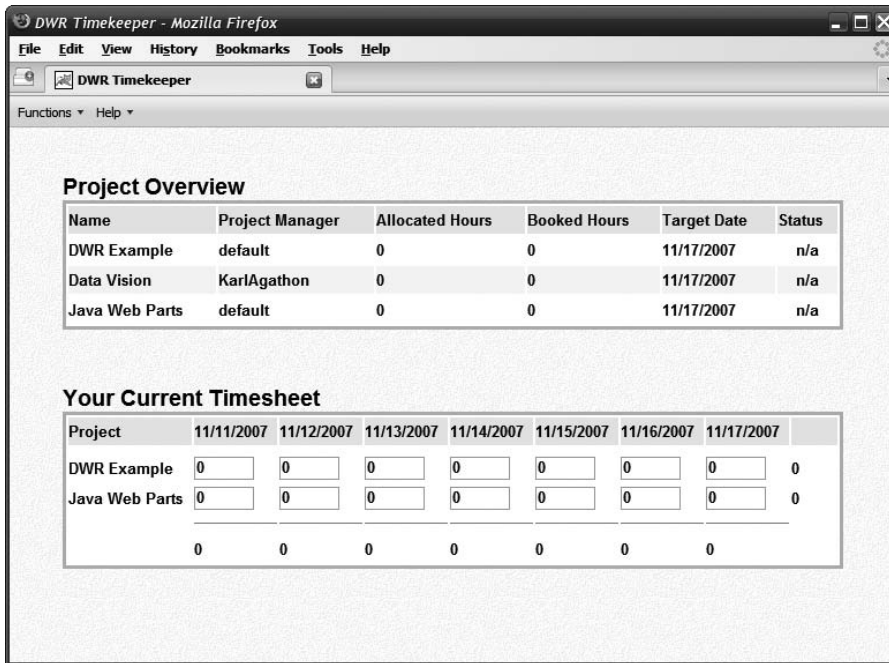 DWR Timekeeper - Mozilla Firefox
File Edit View History Bookmarks Tools Help
DWR Timekeeper
Functions Help
Project Overview
Name Project Manager Allocated Hours Booked Hours Target Date Status
DWR Example default 0 0 11/17/2007 n/a
Data Vision KarlAgathon 0 0 11/17/2007 n/a
Java Web Parts default 0 0 11/17/2007 n/a
Your Current Timesheet
Project 11/11/2007 11/12/2007 11/13/2007 11/14/2007 11/15/2007 11/16/2007 11/17/2007
DWR Example 0 0 0 0 0 0 0 0
Java Web Parts 0 0 0 0 0 0 0 0
0 0 0 0 0 0 0